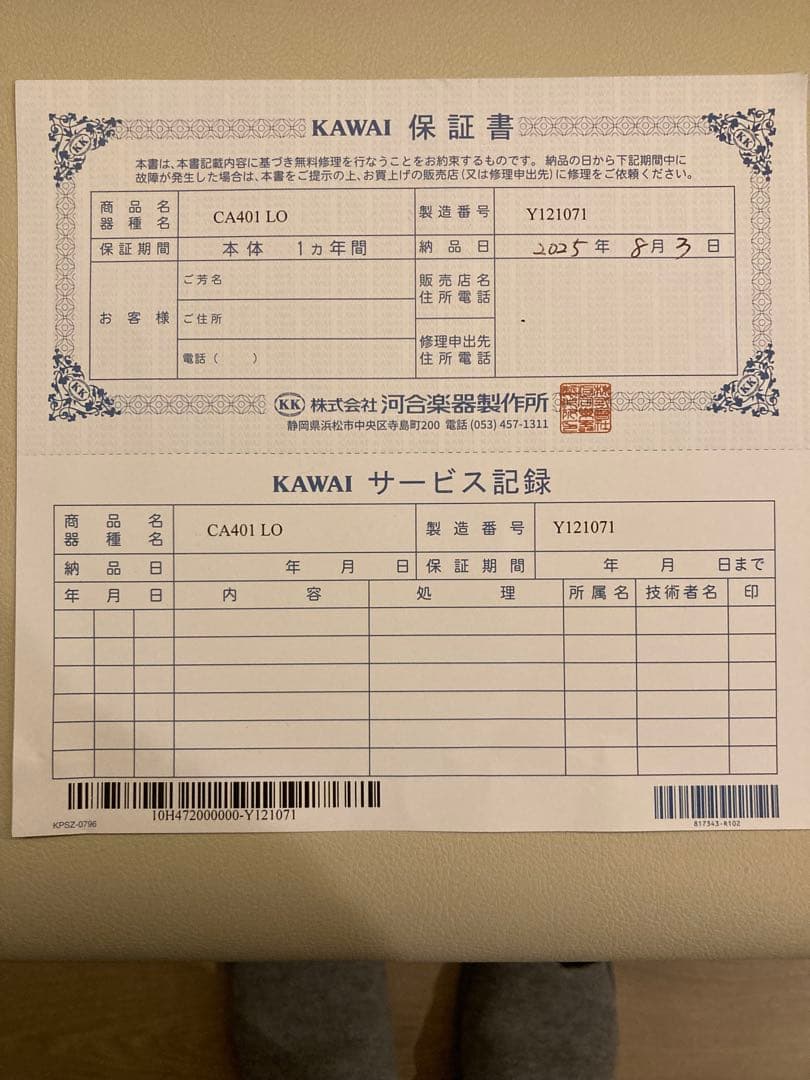 KAWAI 保証書
本書は、本書記載内容に基づき無料修理を行なうことをお約束するものです。納品の日から下記期間中に
故障が発生した場合は、本書をご提示の上、お買上げの販売店(又は修理申出先)に修理をご依頼ください。
商品名
器種名 CA401 LO 製造番号 Y121071
保証期間 本体 1ヵ年間 納品日 2025年 8月 3日
お客様 ご芳名 販売店名
住所電話
ご住所
電話( ) 修理申出先
住所電話
KK 株式会社 河合楽器製作所
静岡県浜松市中央区寺島町200 電話 (053) 457-1311
KAWAI サービス記録
商品名
器種名 CA401 LO 製造番号 Y121071
納品日 年 月 日 保証期間 年 月 日まで
年 月 日 内容 処理 所属名 技術者名 印
10H472000000-Y121071
KPSZ-0796
817343-R102